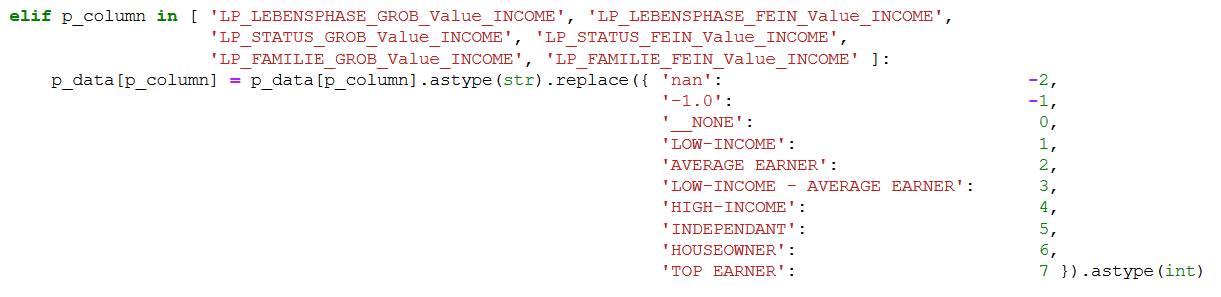 elif p_column in [ 'LP_LEBENSPHASE_GROB_Value_INCOME', 'LP_LEBENSPHASE_FEIN_Value_INCOME',
'LP_STATUS_GROB_Value_INCOME', 'LP_STATUS_FEIN_Value_INCOME',
'LP_FAMILIE_GROB_Value_INCOME', 'LP_FAMILIE_FEIN_Value_INCOME' ]:
p_data[p_column] = p_data[p_column].astype(str).replace({ 'nan': -2,
'-1.0': -1,
'__NONE': 0,
'LOW-INCOME': 1,
'AVERAGE EARNER': 2,
'LOW-INCOME - AVERAGE EARNER': 3,
'HIGH-INCOME': 4,
'INDEPENDANT': 5,
'HOUSEOWNER': 6,
'TOP EARNER': 7 }).astype(int)